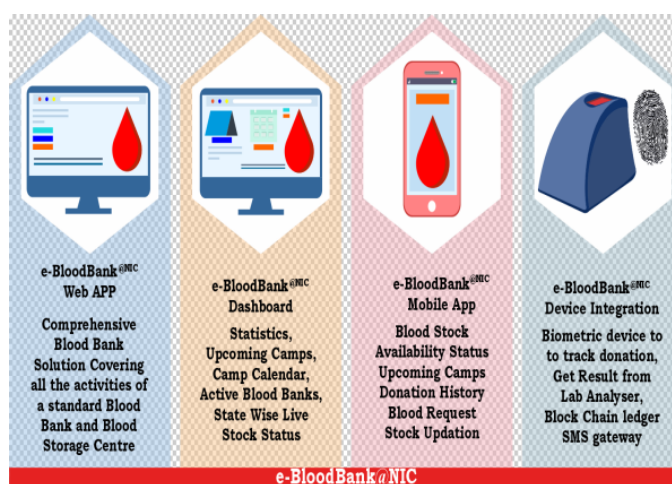 e-BloodBank@NIC
Web APP
Comprehensive
Blood Bank
Solution Covering
all the activities of
a standard Blood
Bank and Blood
Storage Centre
e-BloodBank@NIC
Dashboard
Statistics,
Upcoming Camps,
Camp Calendar,
Active Blood Banks,
State Wise Live
Stock Status
e-BloodBank@NIC
Mobile App
Blood Stock
Availability Status
Upcoming Camps
Donation History
Blood Request
Stock Updation
e-BloodBank@NIC
Device Integration
Biometric device to
to track donation,
Get Result from
Lab Analyser,
Block Chain ledger
SMS gateway
e-BloodBank@NIC